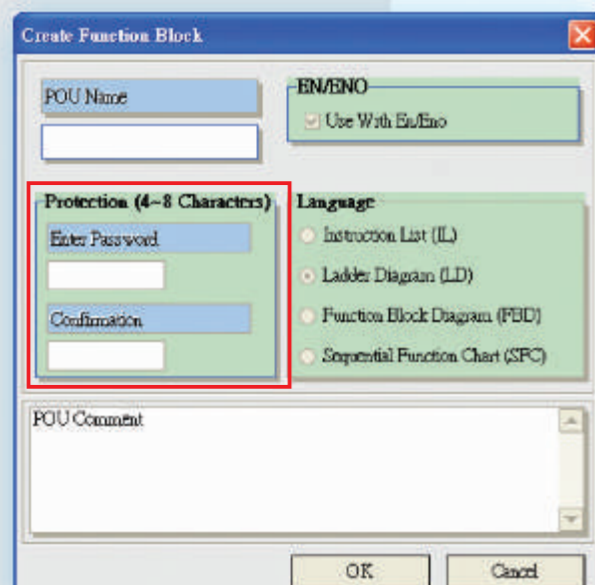 Create Function Block
POU Name
EN/ENO
Use With En/Eno
Protection (4~8 Characters)
Enter Password
Confirmation
Language
Instruction List (IL)
Ladder Diagram (LD)
Function Block Diagram (FBD)
Sequential Function Chart (SFC)
POU Comment
OK
Cancel